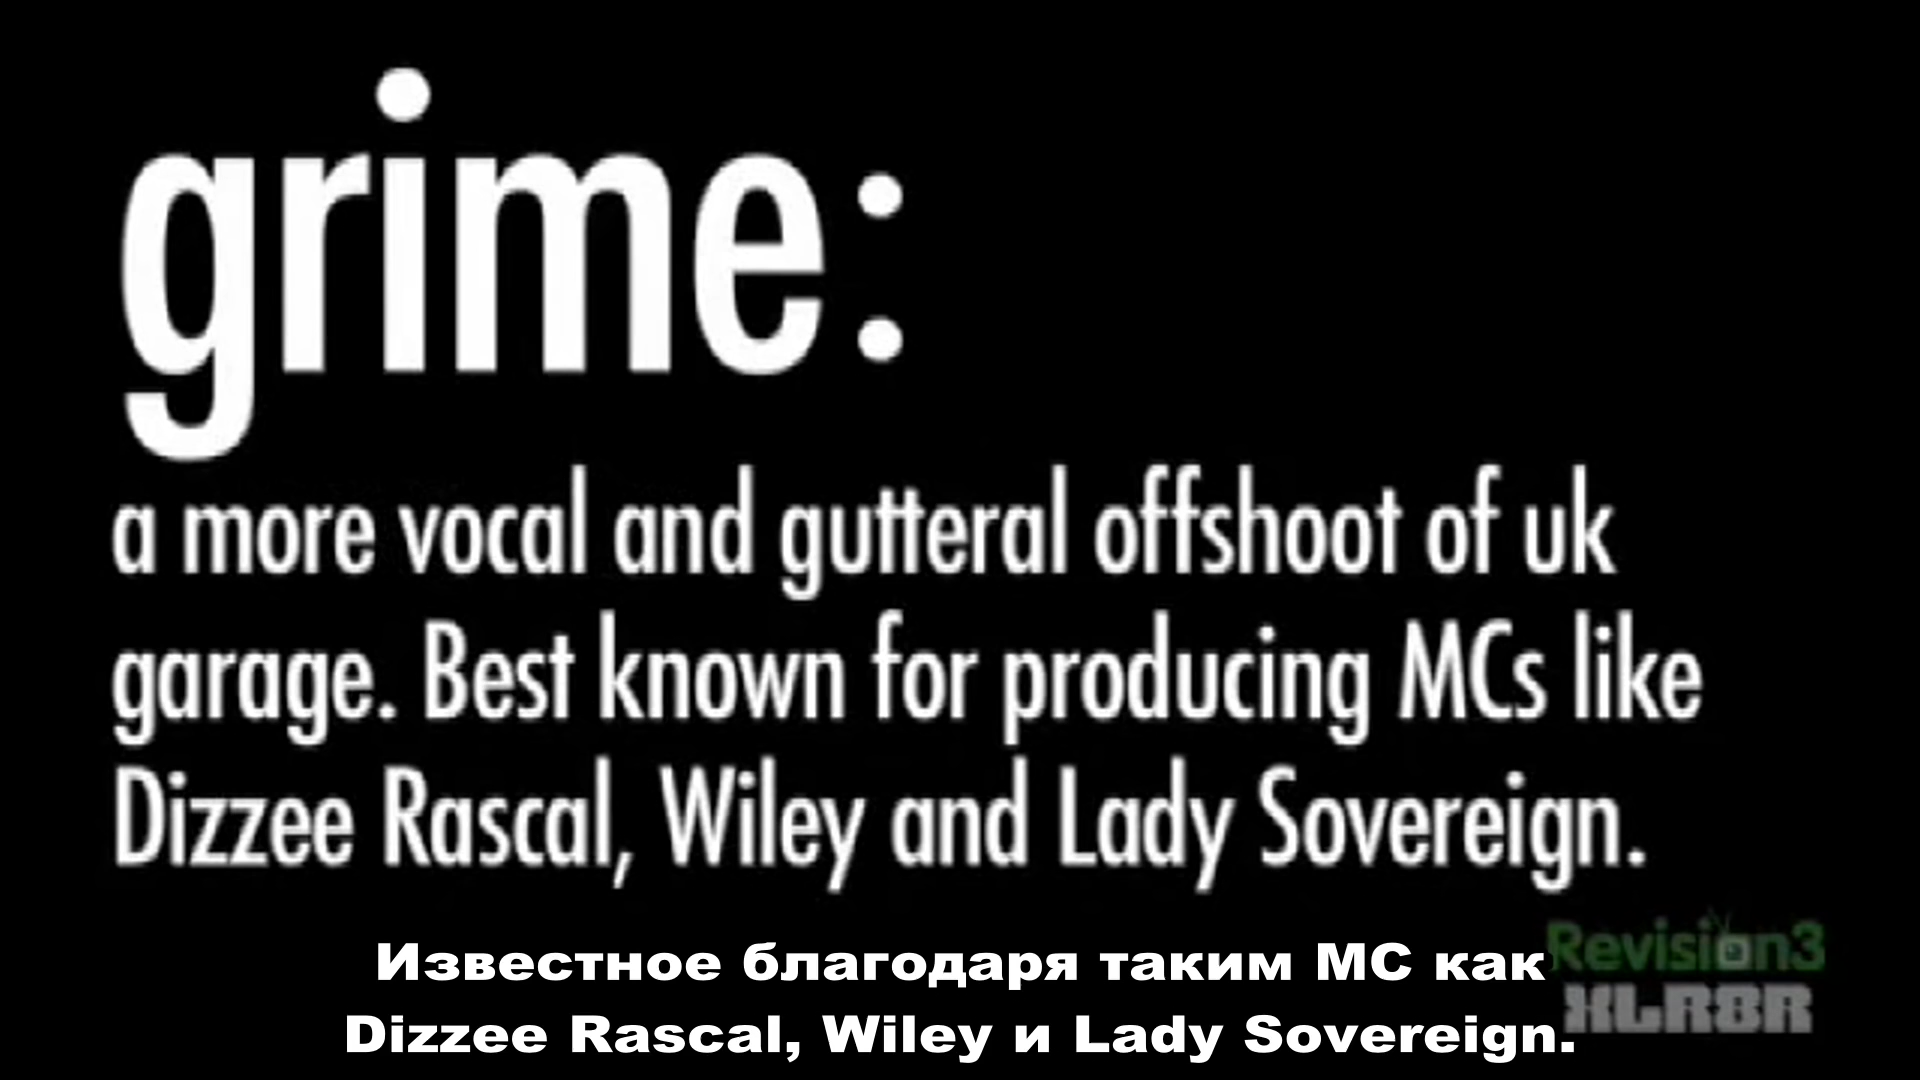 grime:
a more vocal and gutteral offshoot of uk
garage. Best known for producing MCs like
Dizzee Rascal, Wiley and Lady Sovereign.
Известное благодаря таким МС как
Dizzee Rascal, Wiley и Lady Sovereign.
Revision3
XLR8R